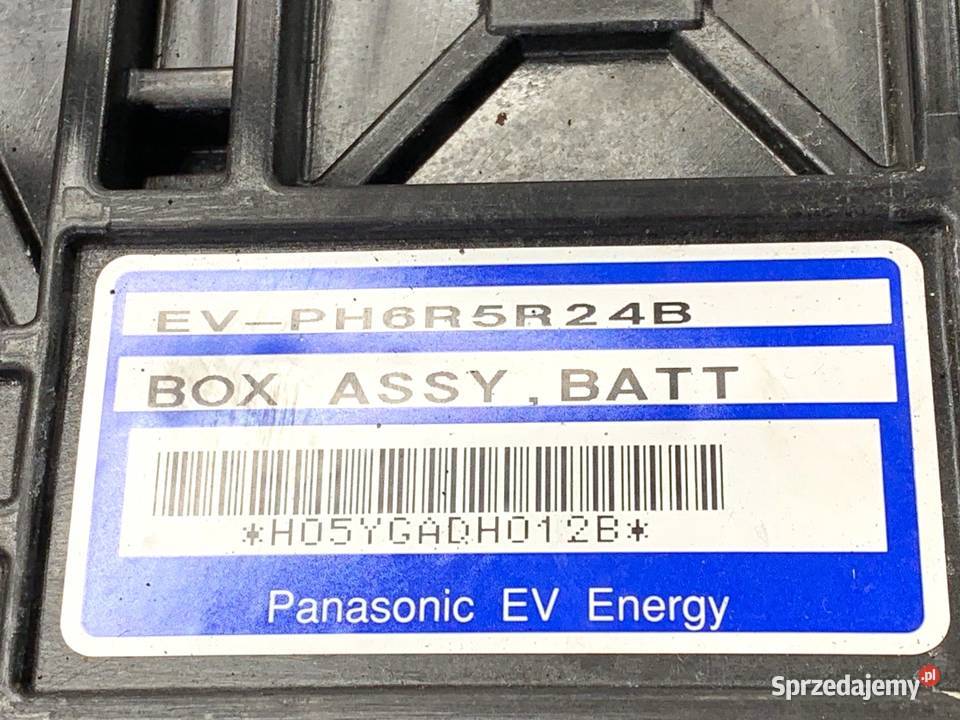 EV-PH6R5R24B
BOX ASSY,BATT
*H05YGADH012B*
Panasonic EV Energy
Sprzedajemy.pl